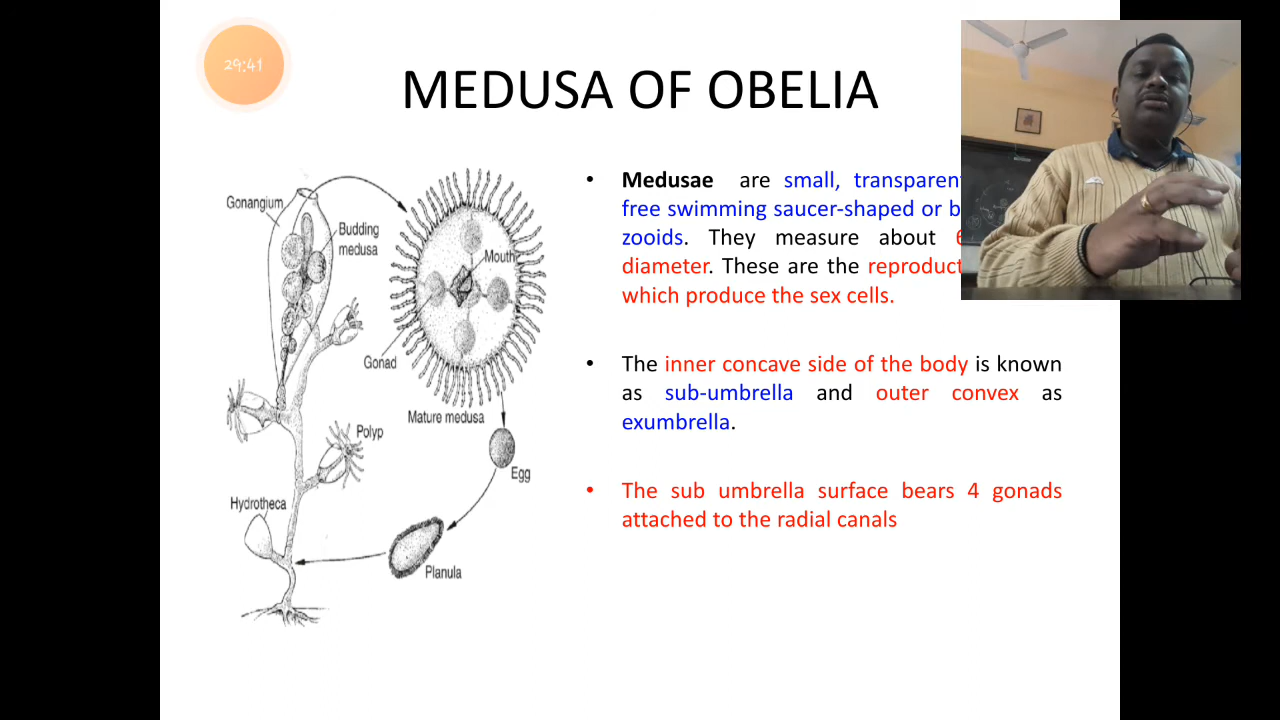 29:41
MEDUSA OF OBELIA
Gonangium
Budding
medusa
Mouth
Gonad
Mature medusa
Polyp
Egg
Hydrotheca
Planula
• Medusae are small, transparent
free swimming saucer-shaped or
zooids. They measure about
diameter. These are the
which produce the sex cells.
• The inner concave side of the body is known
as sub-umbrella and outer convex as
exumbrella.
• The sub umbrella surface bears 4 gonads
attached to the radial canals